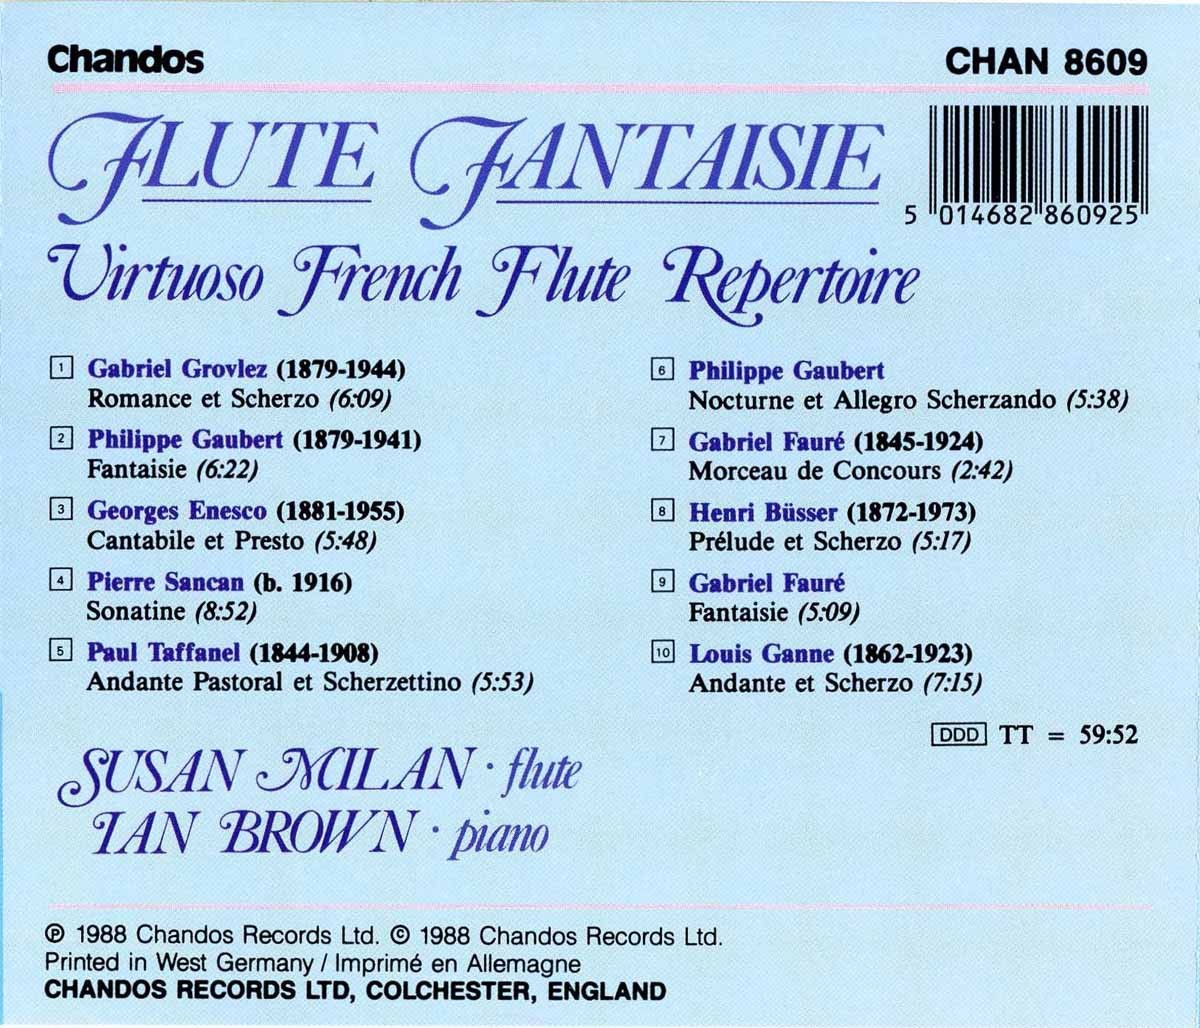 Chandos
CHAN 8609
FLUTE FANTAISIE
5 014682 860925
Virtuoso French Flute Repertoire
1 Gabriel Grovlez (1879-1944)
Romance et Scherzo (6:09)
2 Philippe Gaubert (1879-1941)
Fantaisie (6:22)
3 Georges Enesco (1881-1955)
Cantabile et Presto (5:48)
4 Pierre Sancan (b. 1916)
Sonatine (8:52)
5 Paul Taffanel (1844-1908)
Andante Pastoral et Scherzettino (5:53)
6 Philippe Gaubert
Nocturne et Allegro Scherzando (5:38)
7 Gabriel Fauré (1845-1924)
Morceau de Concours (2:42)
8 Henri Büsser (1872-1973)
Prélude et Scherzo (5:17)
9 Gabriel Fauré
Fantaisie (5:09)
10 Louis Ganne (1862-1923)
Andante et Scherzo (7:15)
DDD TT = 59:52
SUSAN MILAN · flute
IAN BROWN · piano
℗ 1988 Chandos Records Ltd. © 1988 Chandos Records Ltd.
Printed in West Germany / Imprimé en Allemagne
CHANDOS RECORDS LTD, COLCHESTER, ENGLAND